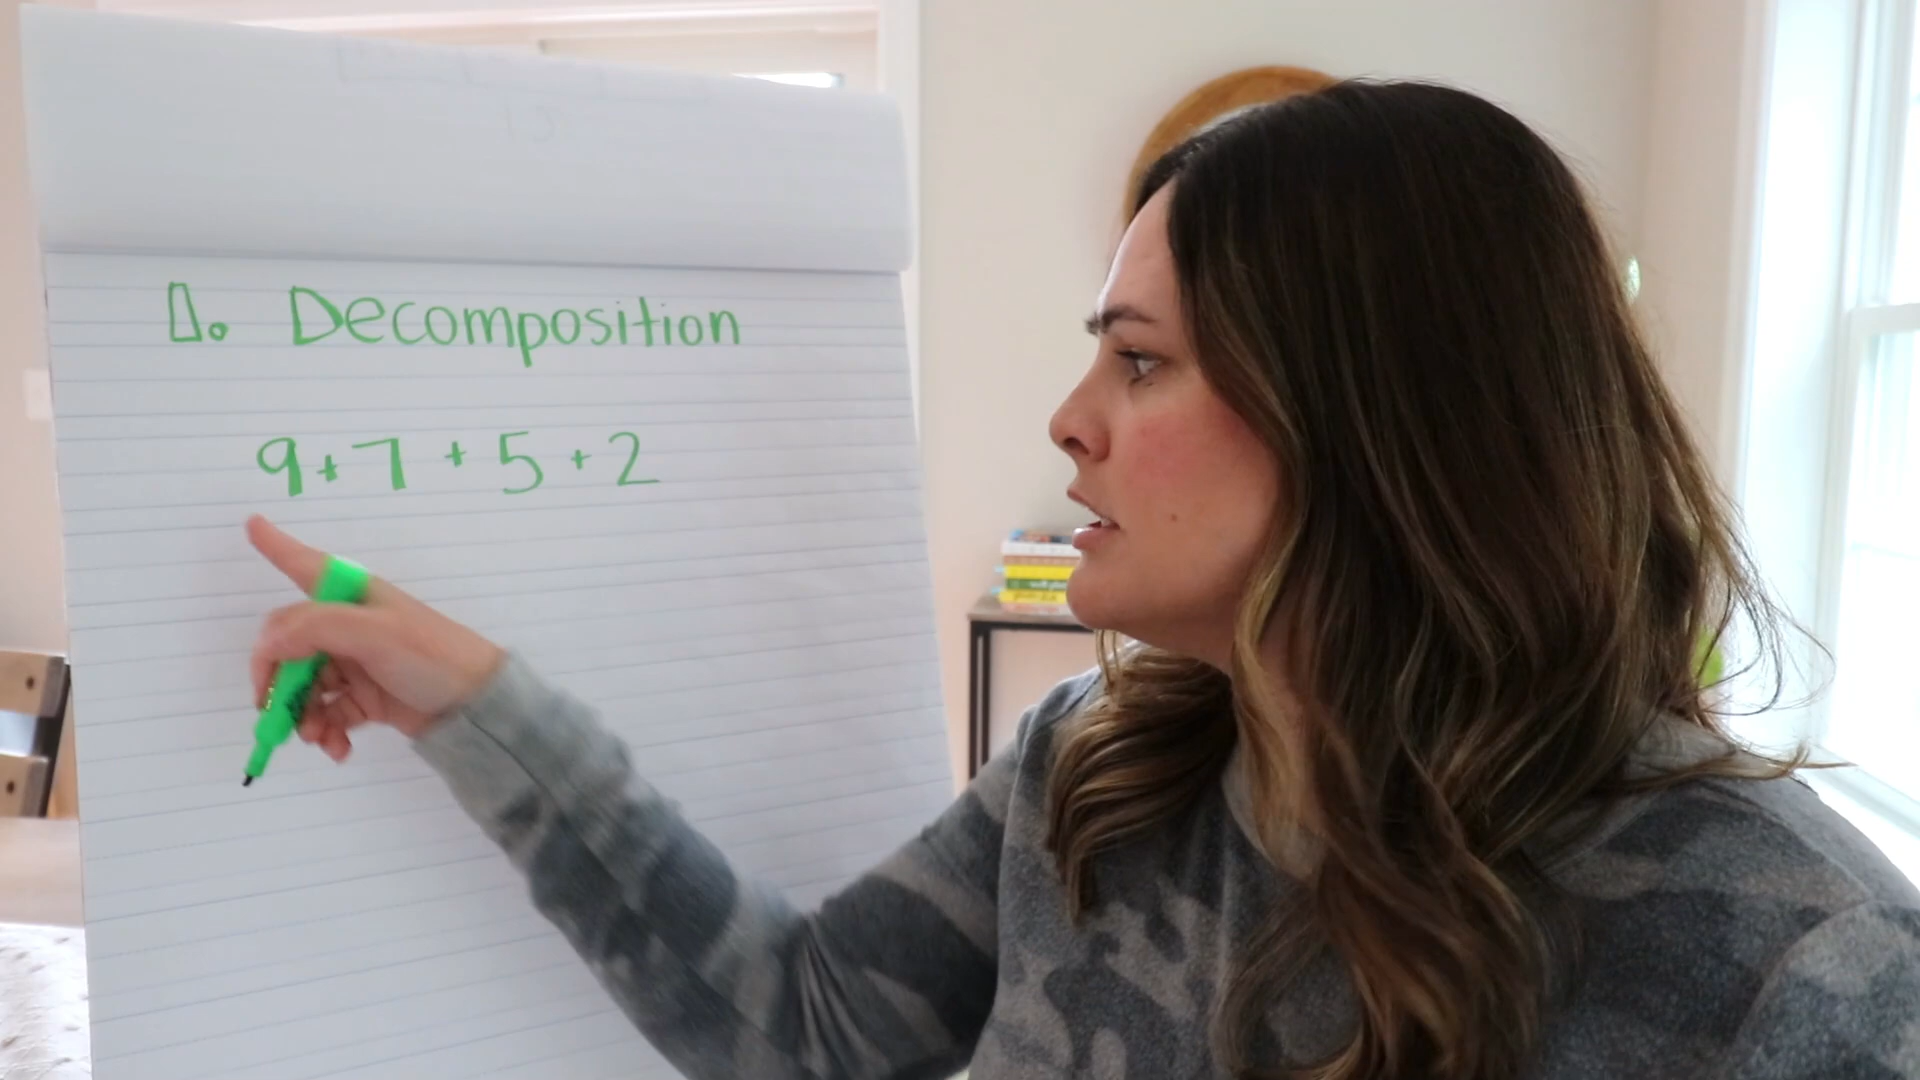 1. Decomposition
9 + 7 + 5 + 2